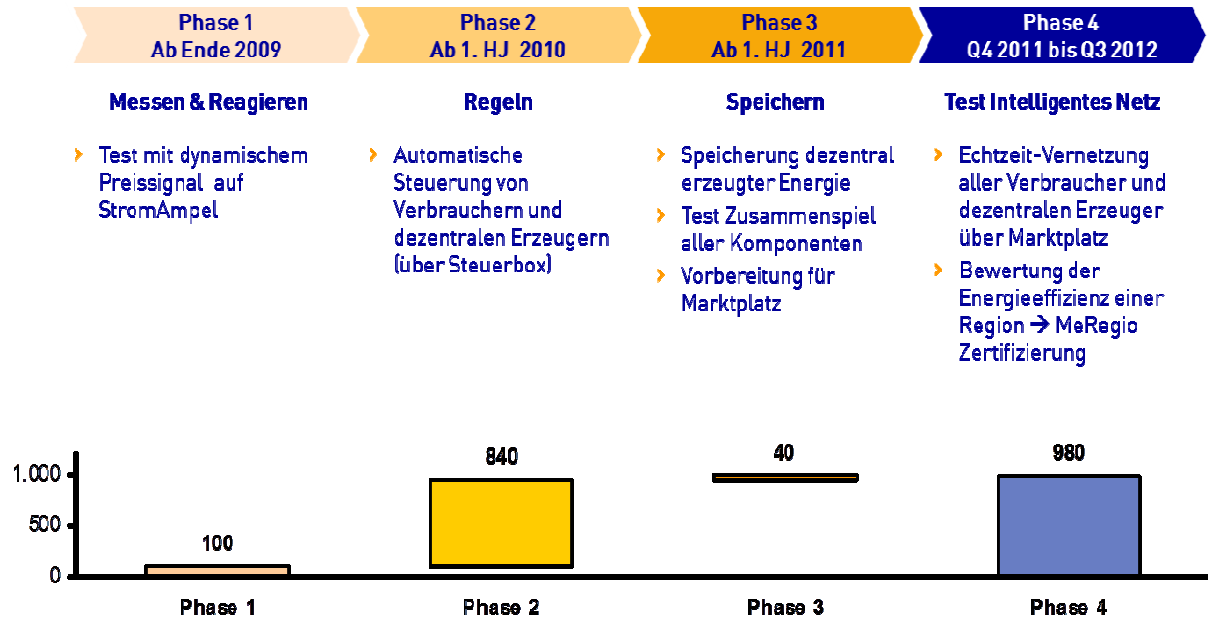 Phase 1
Ab Ende 2009
Phase 2
Ab 1. HJ 2010
Phase 3
Ab 1. HJ 2011
Phase 4
Q4 2011 bis Q3 2012
Messen & Reagieren
> Test mit dynamischem
Preissignal auf
StromAmpel
Regeln
> Automatische
Steuerung von
Verbrauchern und
dezentralen Erzeugern
(über Steuerbox)
Speichern
> Speicherung dezentral
erzeugter Energie
> Test Zusammenspiel
aller Komponenten
> Vorbereitung für
Marktplatz
Test Intelligentes Netz
> Echtzeit-Vernetzung
aller Verbraucher und
dezentralen Erzeuger
über Marktplatz
> Bewertung der
Energieeffizienz einer
Region → MeRegio
Zertifizierung
1.000
500
0
100
840
40
980
Phase 1
Phase 2
Phase 3
Phase 4